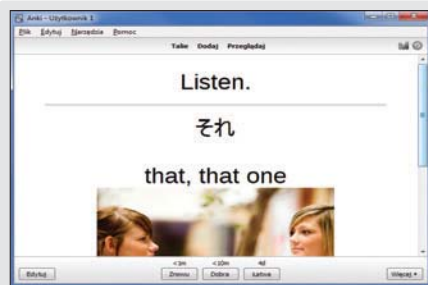 Anki - Użytkownik 1
Plik Edytuj Narzędzia Pomoc
Talie Dodaj Przeglądaj
Listen.
それ
that, that one
<1m <10m 4d
Edytuj Znowu Dobra Łatwa Więcej